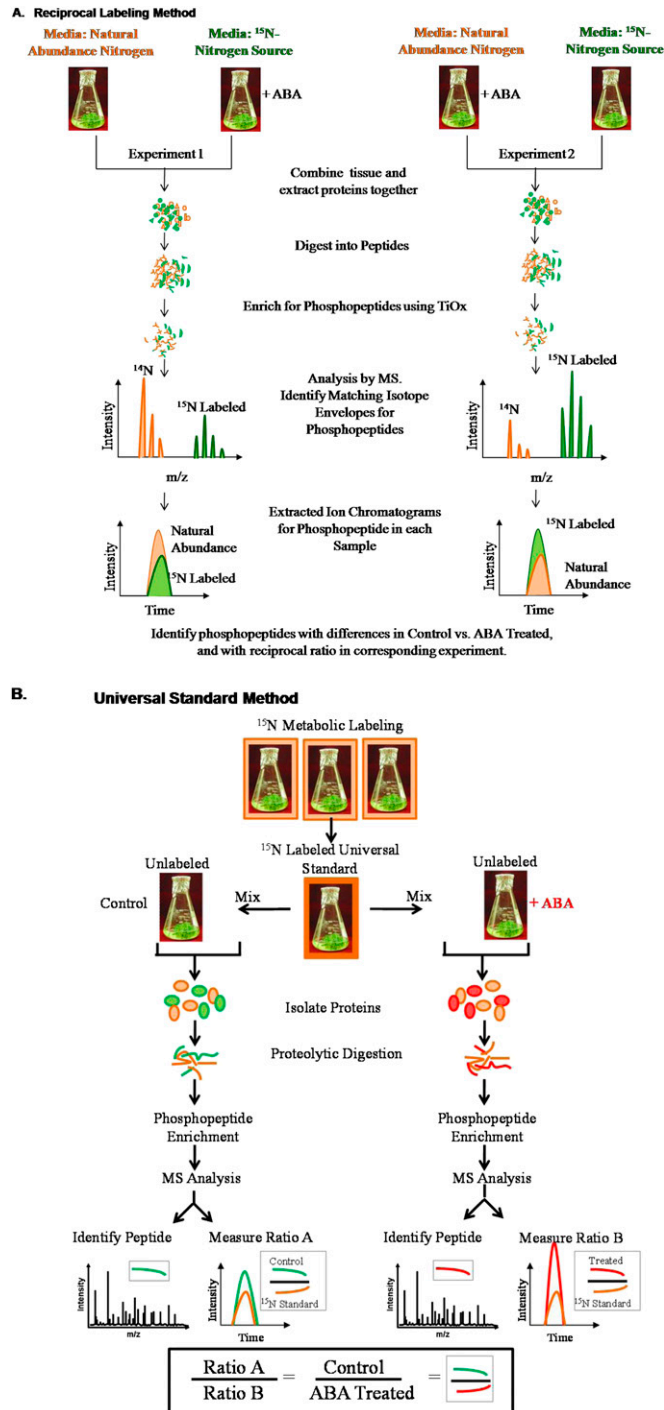 A. Reciprocal Labeling Method
Media: Natural
Abundance Nitrogen
Media: ¹⁵N-
Nitrogen Source
+ ABA
Media: Natural
Abundance Nitrogen
Media: ¹⁵N-
Nitrogen Source
+ ABA
Experiment 1
Experiment 2
Combine tissue and
extract proteins together
Digest into Peptides
Enrich for Phosphopeptides using TiOx
Analysis by MS.
Identify Matching Isotope
Envelopes for
Phosphopeptides
¹⁴N
¹⁵N Labeled
Intensity
m/z
¹⁵N Labeled
¹⁴N
Intensity
m/z
Extracted Ion Chromatograms
for Phosphopeptide in each
Sample
Natural
Abundance
¹⁵N Labeled
Intensity
Time
¹⁵N Labeled
Natural
Abundance
Intensity
Time
Identify phosphopeptides with differences in Control vs. ABA Treated,
and with reciprocal ratio in corresponding experiment.
B. Universal Standard Method
¹⁵N Metabolic Labeling
¹⁵N Labeled Universal
Standard
Unlabeled
Control
Mix
Mix
Unlabeled
+ ABA
Isolate Proteins
Proteolytic Digestion
Phosphopeptide
Enrichment
MS Analysis
Phosphopeptide
Enrichment
MS Analysis
Identify Peptide
Intensity
m/z
Measure Ratio A
Control
¹⁵N Standard
Intensity
Time
Identify Peptide
Intensity
m/z
Measure Ratio B
Treated
¹⁵N Standard
Intensity
Time
Ratio A
Ratio B
=
Control
ABA Treated
=